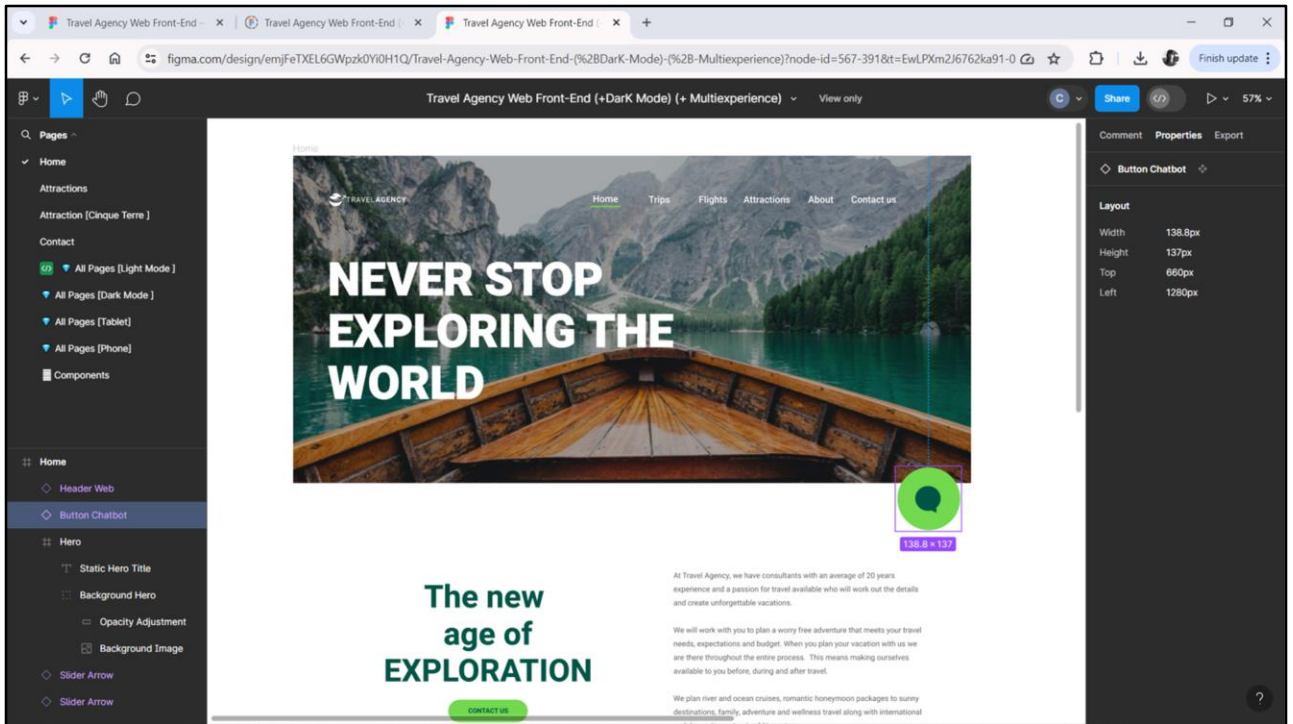 Travel Agency Web Front-End -
Travel Agency Web Front-End (
Travel Agency Web Front-End (-
figma.com/design/emjFeTXEL6GWpzk0Yi0H1Q/Travel-Agency-Web-Front-End-(%2BDarK-Mode)-(%2B-Multiexperience)?node-id=567-391&t=EwLPXm2J6762ka91-0
Finish update
Travel Agency Web Front-End (+DarK Mode) (+ Multiexperience)
View only
C
Share
57%
Pages
Home
Attractions
Attraction [Cinque Terre ]
Contact
All Pages [Light Mode ]
All Pages [Dark Mode ]
All Pages [Tablet]
All Pages [Phone]
Components
Home
Header Web
Button Chatbot
Hero
Static Hero Title
Background Hero
Opacity Adjustment
Background Image
Slider Arrow
Slider Arrow
Home
TRAVEL AGENCY
Home Trips Flights Attractions About Contact us
NEVER STOP
EXPLORING THE
WORLD
138.8 × 137
The new
age of
EXPLORATION
CONTACT US
At Travel Agency, we have consultants with an average of 20 years
experience and a passion for travel available who will work out the details
and create unforgettable vacations.
We will work with you to plan a worry free adventure that meets your travel
needs, expectations and budget. When you plan your vacation with us we
are there throughout the entire process. This means making ourselves
available to you before, during and after travel.
We plan river and ocean cruises, romantic honeymoon packages to sunny
destinations, family, adventure and wellness travel along with international
Comment Properties Export
Button Chatbot
Layout
Width 138.8px
Height 137px
Top 660px
Left 1280px
?